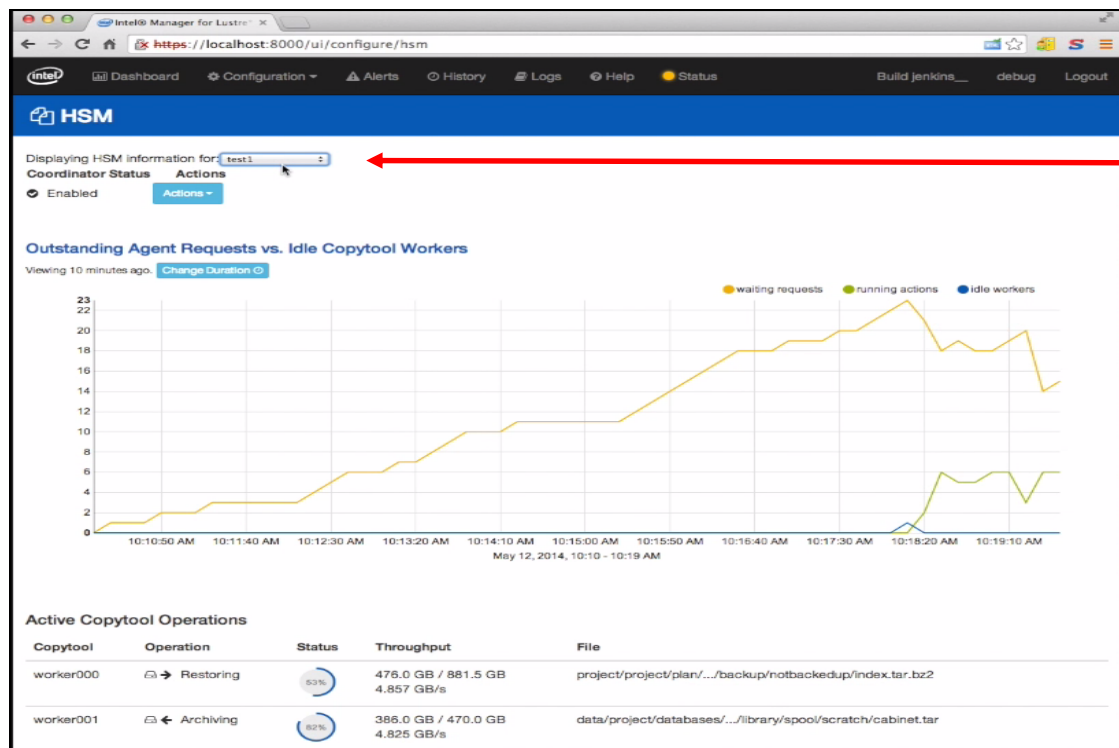 Intel® Manager for Lustre* ×
https://localhost:8000/ui/configure/hsm
intel Dashboard Configuration Alerts History Logs Help Status Build jenkins__ debug Logout
HSM
Displaying HSM information for: test1
Coordinator Status Actions
Enabled Actions
Outstanding Agent Requests vs. Idle Copytool Workers
Viewing 10 minutes ago. Change Duration
waiting requests running actions idle workers
23
22
20
18
16
14
12
10
8
6
4
2
0
10:10:50 AM 10:11:40 AM 10:12:30 AM 10:13:20 AM 10:14:10 AM 10:15:00 AM 10:15:50 AM 10:16:40 AM 10:17:30 AM 10:18:20 AM 10:19:10 AM
May 12, 2014, 10:10 - 10:19 AM
Active Copytool Operations
Copytool Operation Status Throughput File
worker000 Restoring 53% 476.0 GB / 881.5 GB project/project/plan/.../backup/notbackedup/index.tar.bz2
4.857 GB/s
worker001 Archiving 82% 386.0 GB / 470.0 GB data/project/databases/.../library/spool/scratch/cabinet.tar
4.825 GB/s